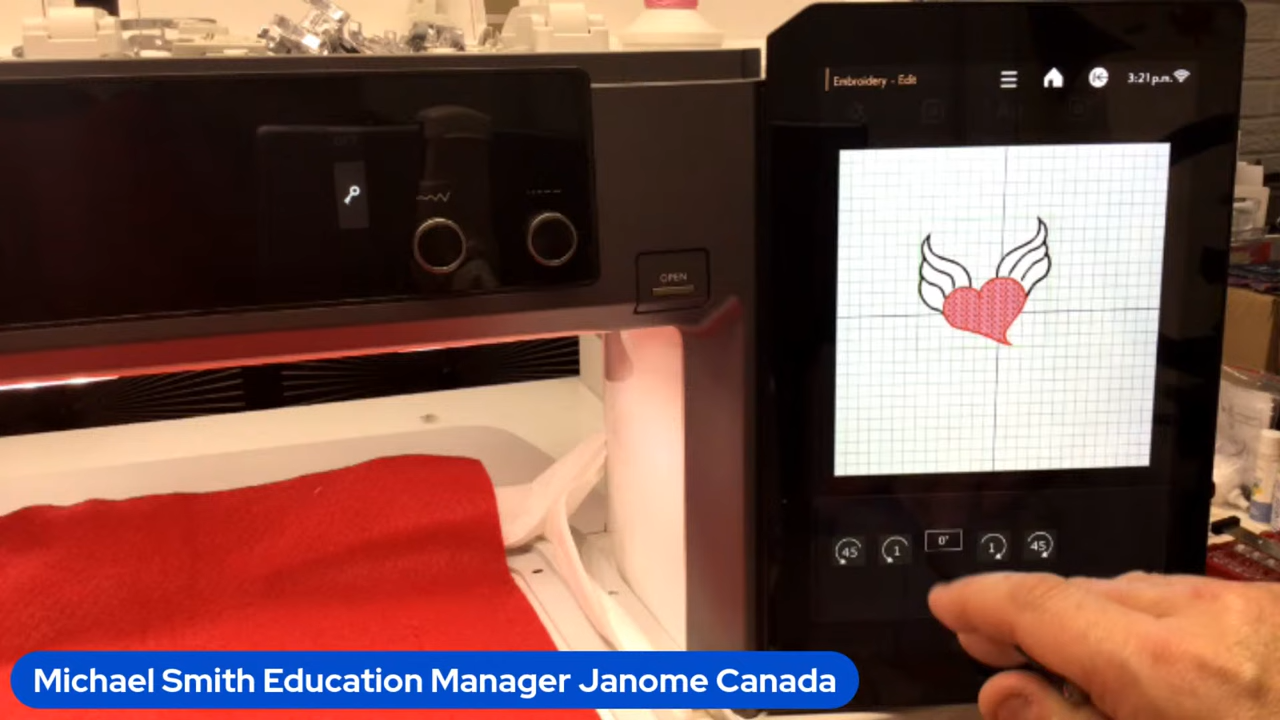 Embroidery - Edit
3:21 p.m.
OPEN
45
1
0°
1
45
Michael Smith Education Manager Janome Canada